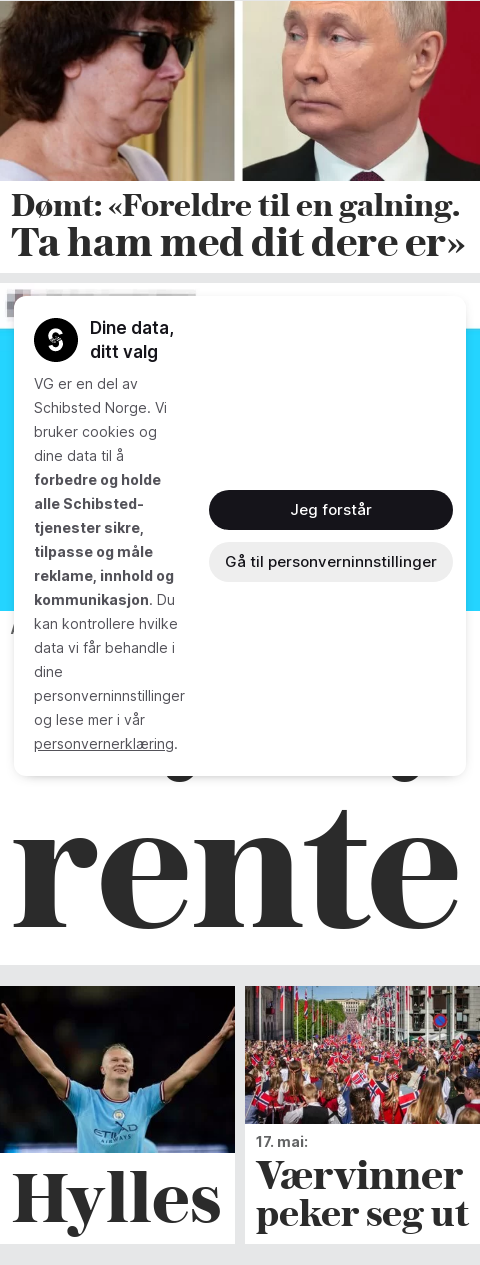 Dømt: «Foreldre til en galning.
Ta ham med dit dere er»
Dine data,
ditt valg
VG er en del av
Schibsted Norge. Vi
bruker cookies og
dine data til å
forbedre og holde
alle Schibsted-
tjenester sikre,
tilpasse og måle
reklame, innhold og
kommunikasjon. Du
kan kontrollere hvilke
data vi får behandle i
dine
personverninnstillinger
og lese mer i vår
personvernerklæring.
Jeg forstår
Gå til personverninnstillinger
rente
ETIHAD
AIRWAYS
Hylles
17. mai:
Værvinner
peker seg ut